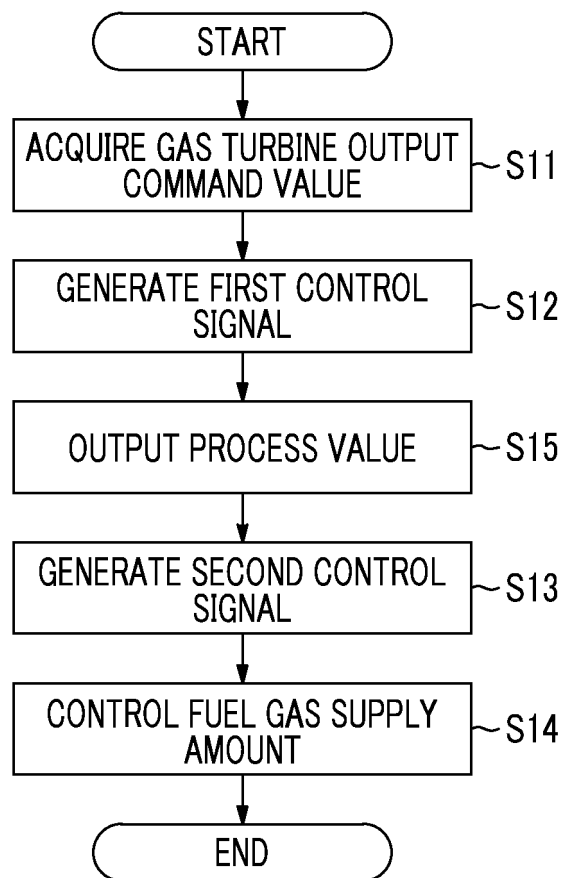 START
ACQUIRE GAS TURBINE OUTPUT
COMMAND VALUE
S11
GENERATE FIRST CONTROL
SIGNAL
S12
OUTPUT PROCESS VALUE
S15
GENERATE SECOND CONTROL
SIGNAL
S13
CONTROL FUEL GAS SUPPLY
AMOUNT
S14
END